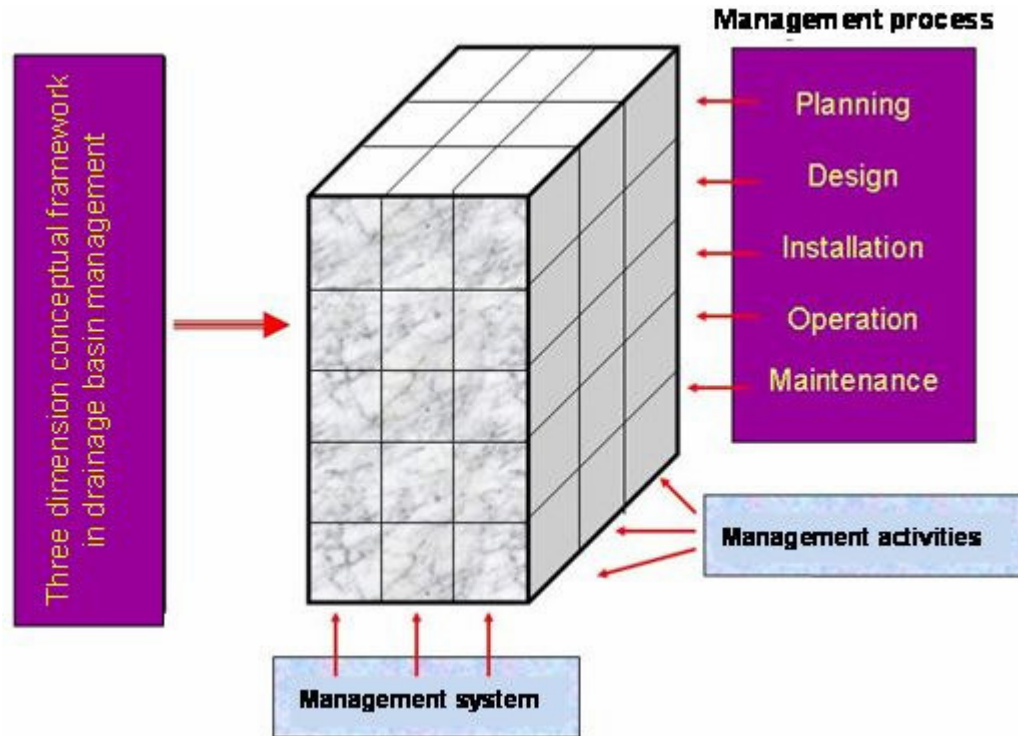 Three dimension conceptual framework
in drainage basin management
Management process
Planning
Design
Installation
Operation
Maintenance
Management activities
Management system